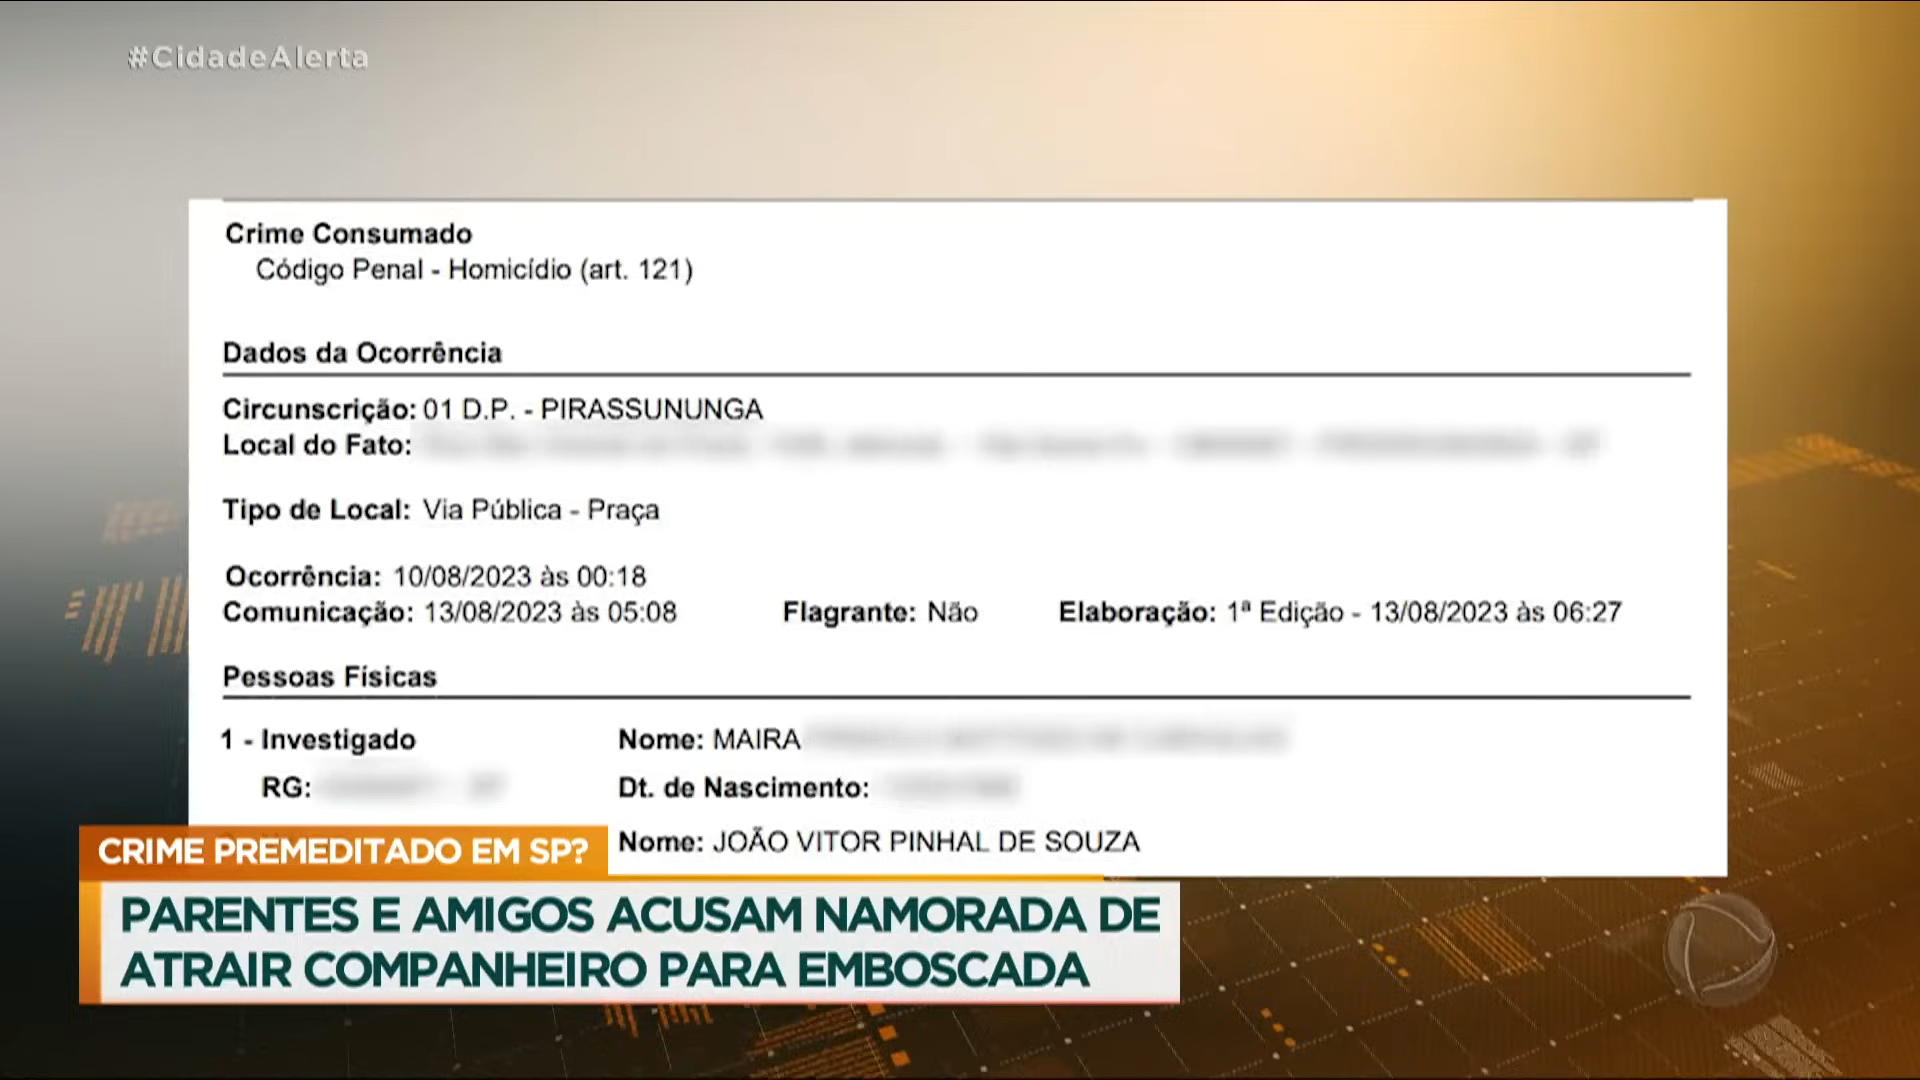 #CidadeAlerta
Crime Consumado
Código Penal - Homicídio (art. 121)
Dados da Ocorrência
Circunscrição: 01 D.P. - PIRASSUNUNGA
Local do Fato:
Tipo de Local: Via Pública - Praça
Ocorrência: 10/08/2023 às 00:18
Comunicação: 13/08/2023 às 05:08 Flagrante: Não Elaboração: 1ª Edição - 13/08/2023 às 06:27
Pessoas Físicas
1 - Investigado Nome: MAIRA
RG: Dt. de Nascimento:
Nome: JOÃO VITOR PINHAL DE SOUZA
CRIME PREMEDITADO EM SP?
PARENTES E AMIGOS ACUSAM NAMORADA DE
ATRAIR COMPANHEIRO PARA EMBOSCADA